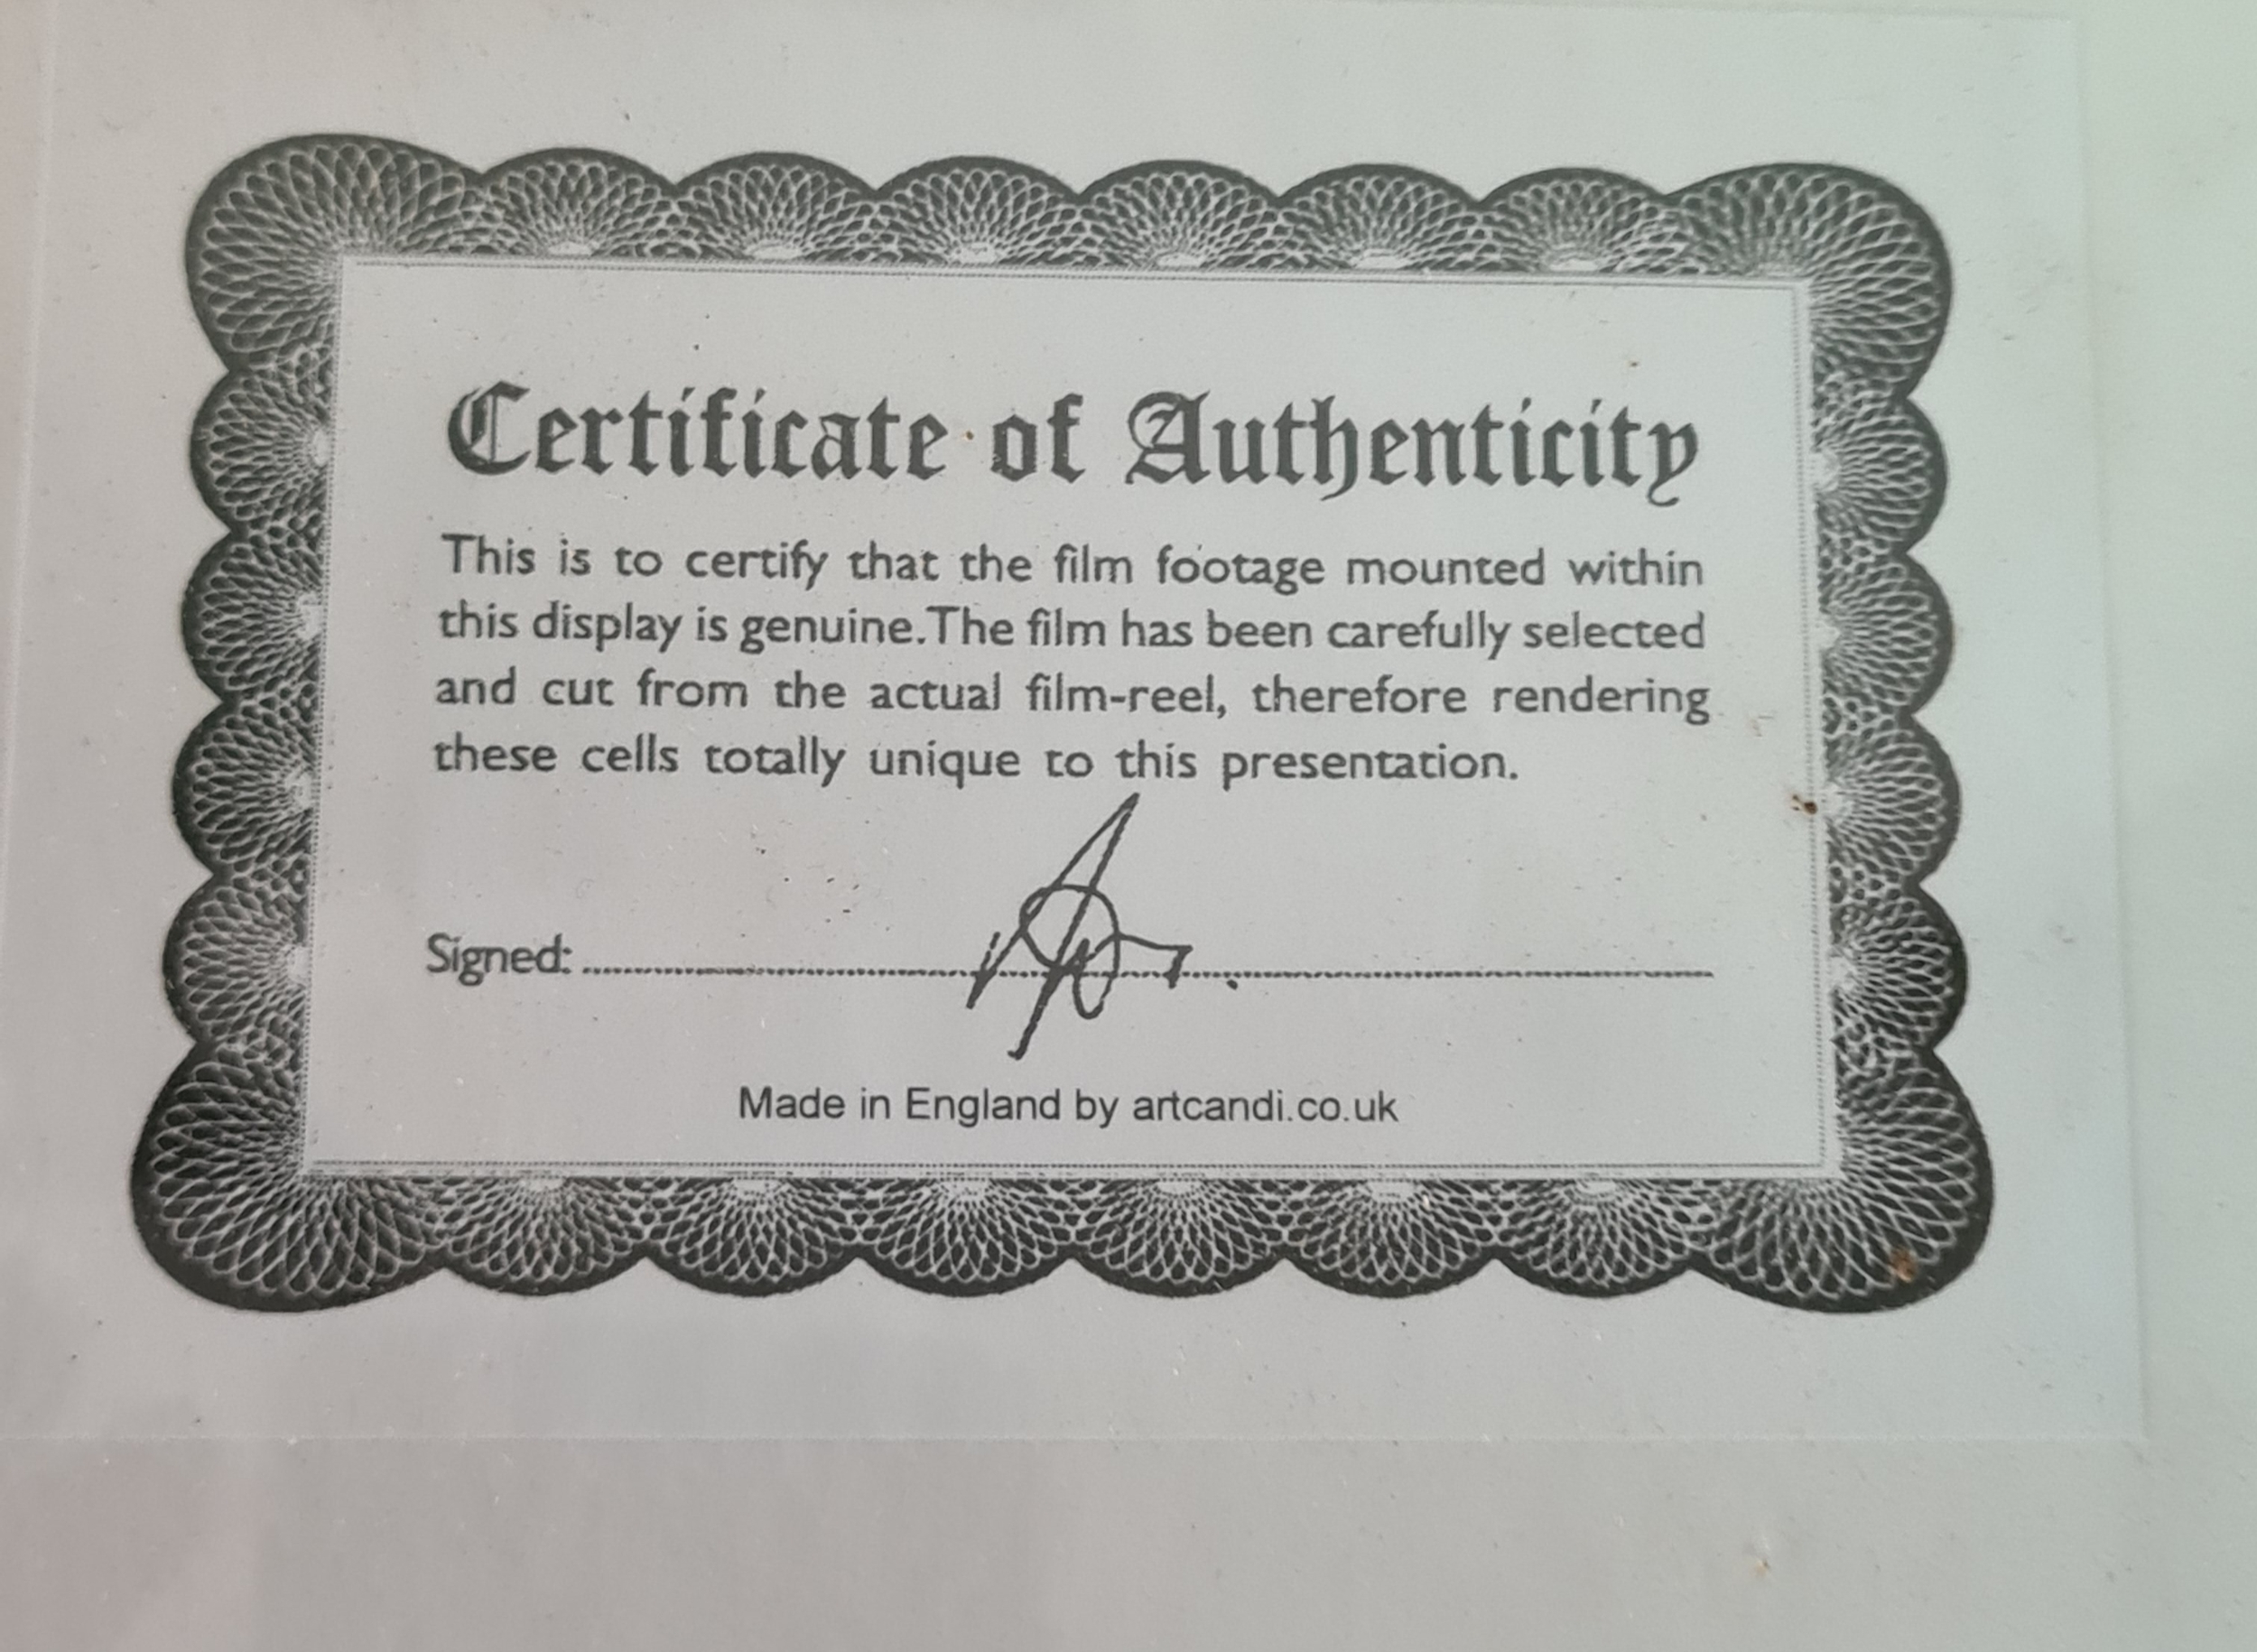 Certificate of Authenticity
This is to certify that the film footage mounted within
this display is genuine.The film has been carefully selected
and cut from the actual film-reel, therefore rendering
these cells totally unique to this presentation.
Signed:
Made in England by artcandi.co.uk